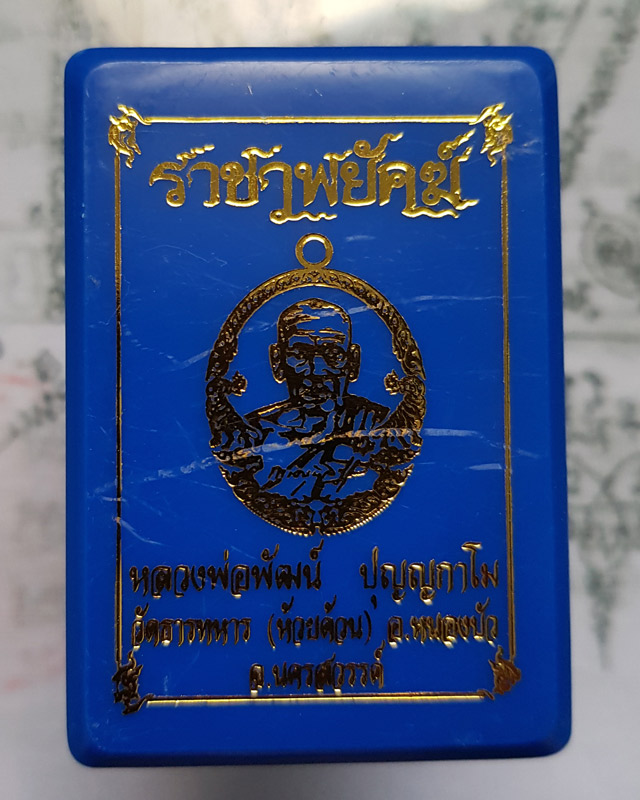 ราชาพยัคฆ์
หลวงพ่อพัฒน์ ปุญญกาโม
วัดธารทหาร (ห้วยด้วน) อ.หนองบัว
จ.นครสวรรค์